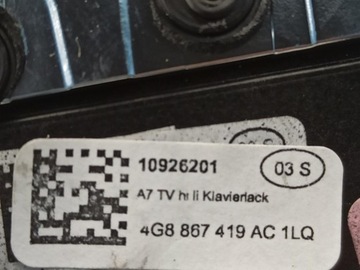 10926201
03 S
A7 TV hi li Klavierlack
4G8 867 419 AC 1LQ